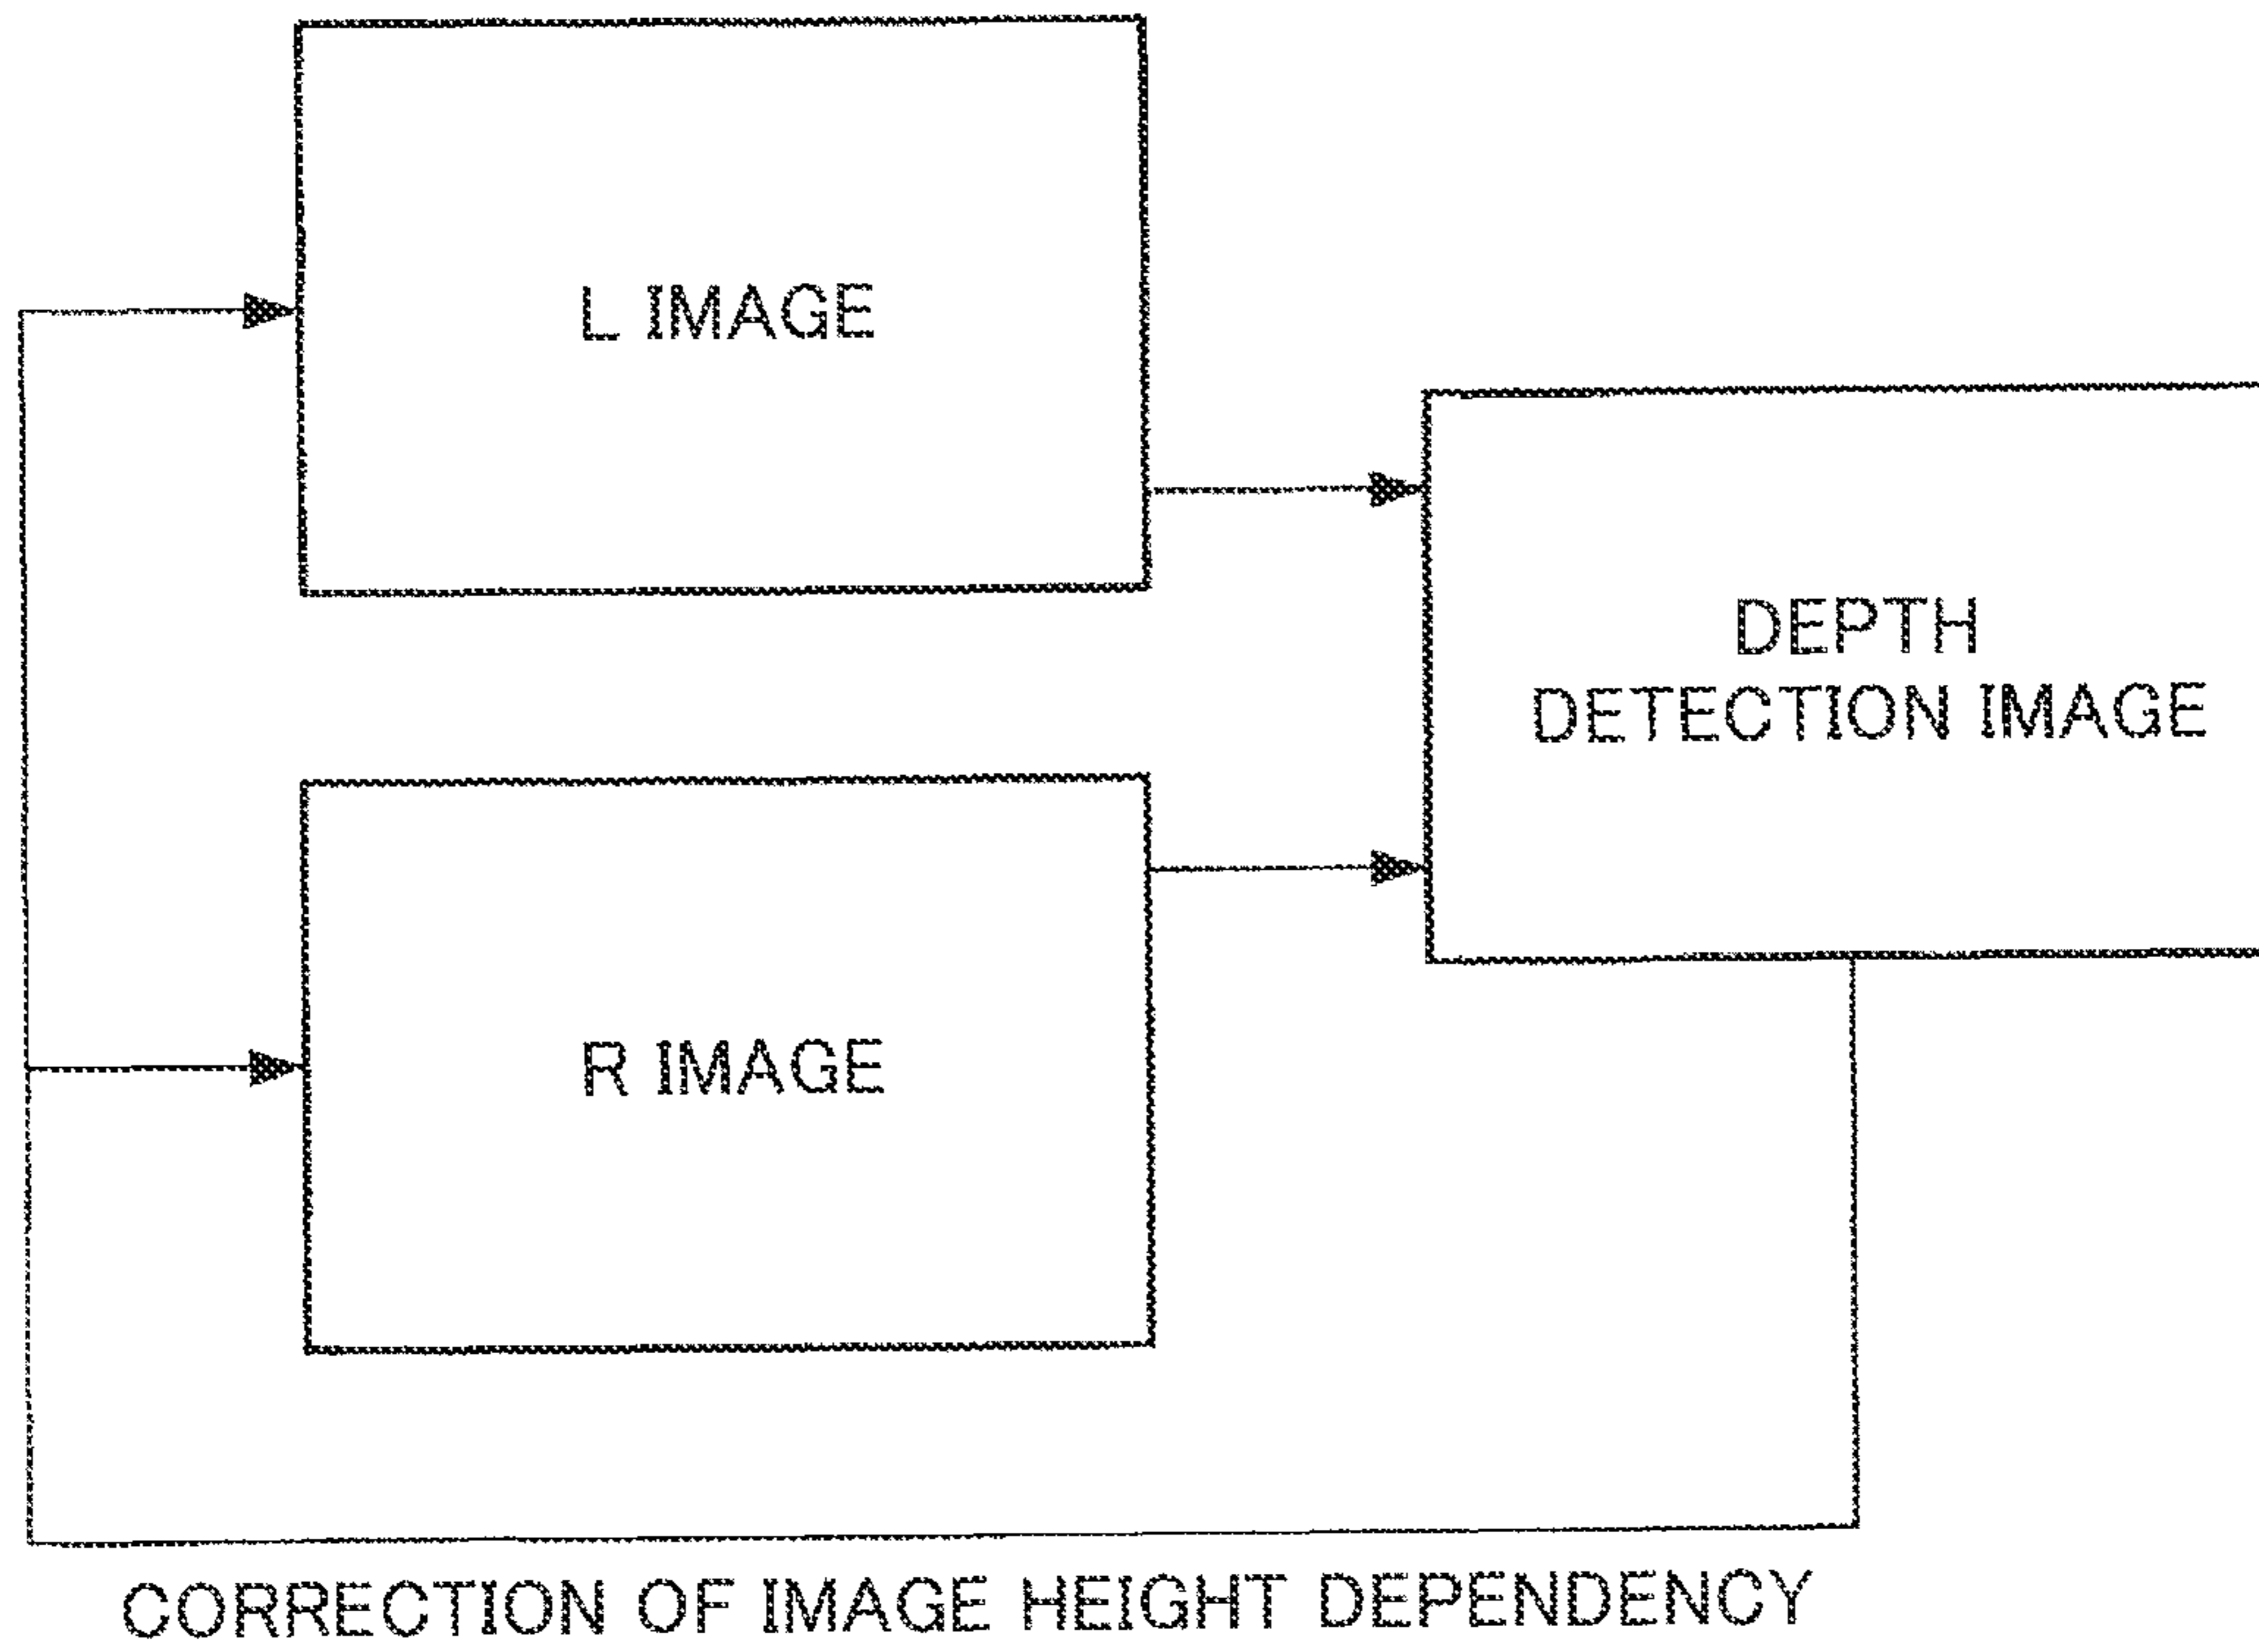 L IMAGE
DEPTH
DETECTION IMAGE
R IMAGE
CORRECTION OF IMAGE HEIGHT DEPENDENCY